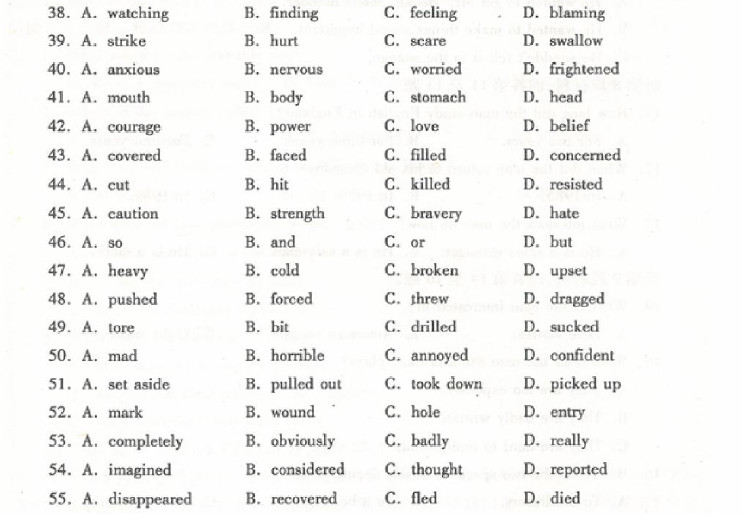 38. A. watching B. finding C. feeling D. blaming
39. A. strike B. hurt C. scare D. swallow
40. A. anxious B. nervous C. worried D. frightened
41. A. mouth B. body C. stomach D. head
42. A. courage B. power C. love D. belief
43. A. covered B. faced C. filled D. concerned
44. A. cut B. hit C. killed D. resisted
45. A. caution B. strength C. bravery D. hate
46. A. so B. and C. or D. but
47. A. heavy B. cold C. broken D. upset
48. A. pushed B. forced C. threw D. dragged
49. A. tore B. bit C. drilled D. sucked
50. A. mad B. horrible C. annoyed D. confident
51. A. set aside B. pulled out C. took down D. picked up
52. A. mark B. wound C. hole D. entry
53. A. completely B. obviously C. badly D. really
54. A. imagined B. considered C. thought D. reported
55. A. disappeared B. recovered C. fled D. died